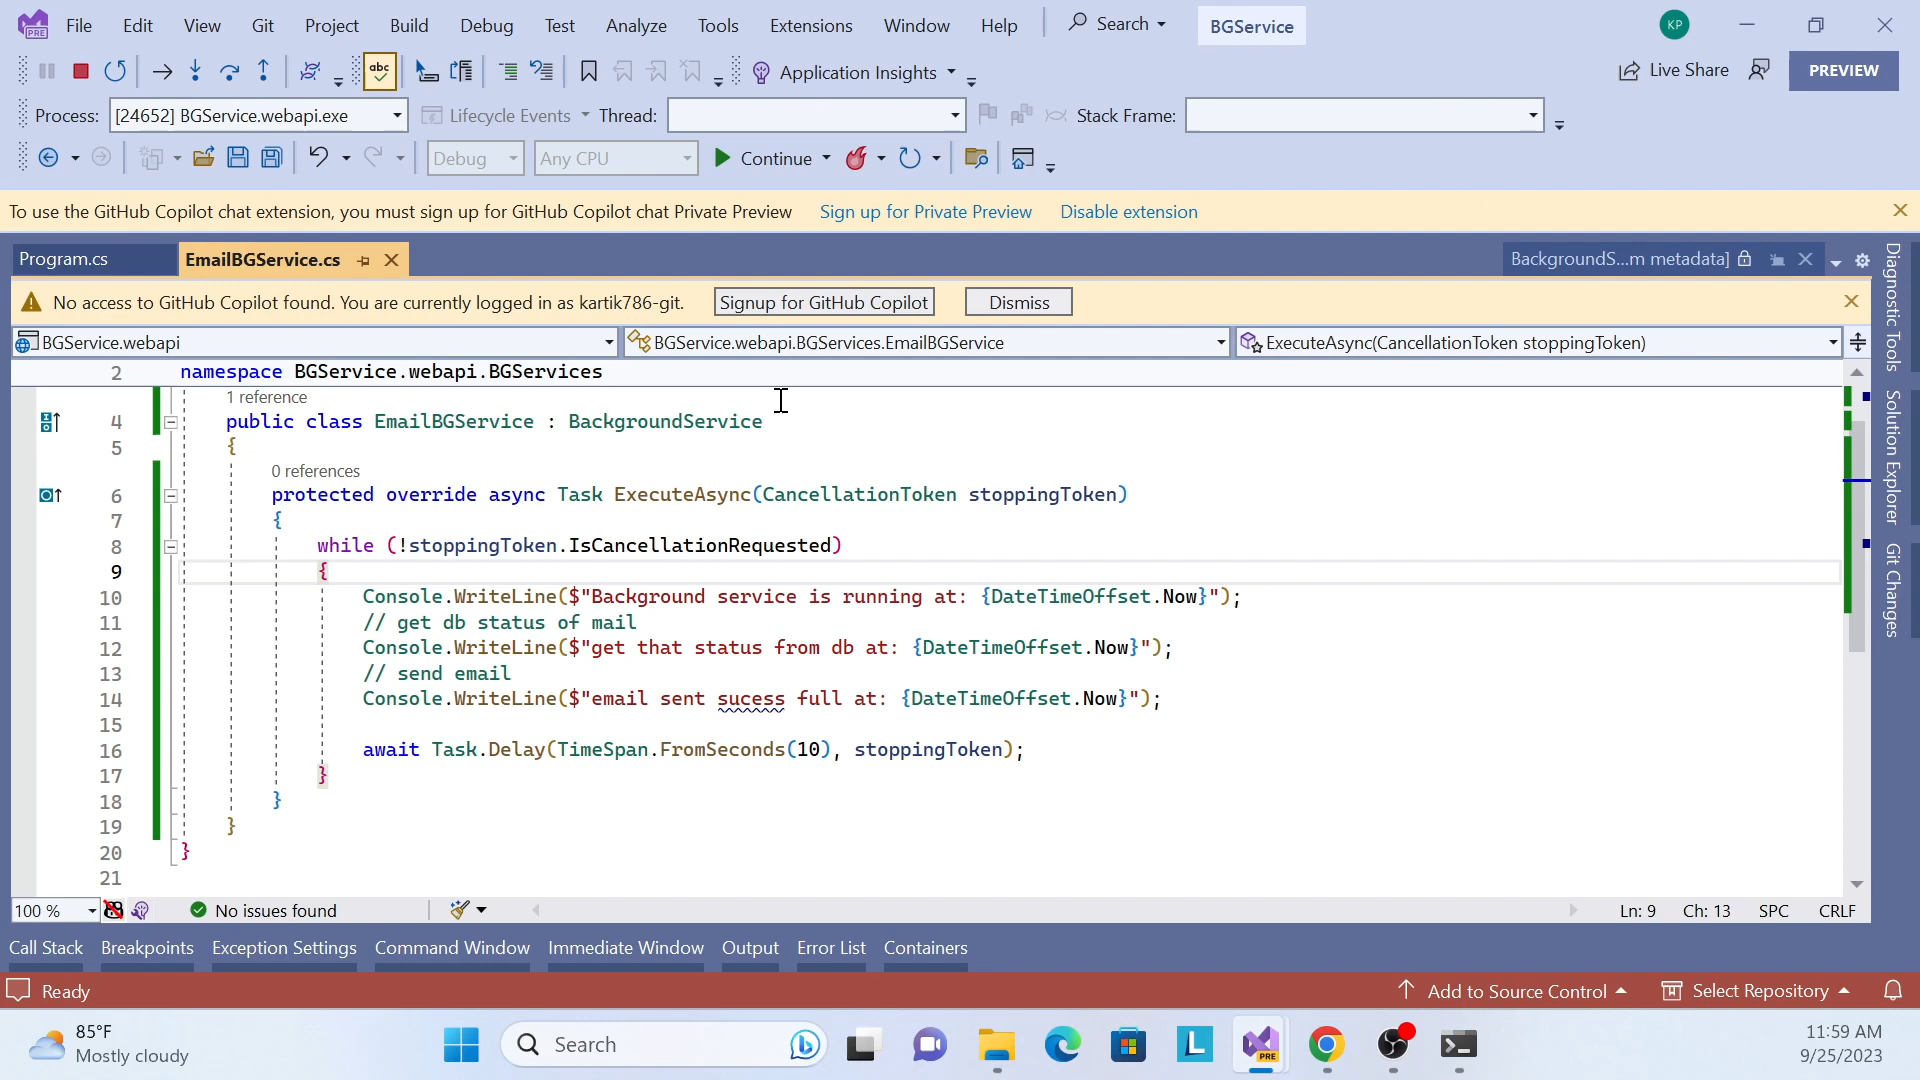 File Edit View Git Project Build Debug Test Analyze Tools Extensions Window Help Search BGService KP
abc Application Insights Live Share PREVIEW
Process: [24652] BGService.webapi.exe Lifecycle Events Thread: Stack Frame:
Debug Any CPU Continue
To use the GitHub Copilot chat extension, you must sign up for GitHub Copilot chat Private Preview Sign up for Private Preview Disable extension
Program.cs EmailBGService.cs BackgroundS...m metadata]
No access to GitHub Copilot found. You are currently logged in as kartik786-git. Signup for GitHub Copilot Dismiss
BGService.webapi BGService.webapi.BGServices.EmailBGService ExecuteAsync(CancellationToken stoppingToken)
2 namespace BGService.webapi.BGServices
1 reference
4 public class EmailBGService : BackgroundService
5 {
0 references
6 protected override async Task ExecuteAsync(CancellationToken stoppingToken)
7 {
8 while (!stoppingToken.IsCancellationRequested)
9 {
10 Console.WriteLine($"Background service is running at: {DateTimeOffset.Now}");
11 // get db status of mail
12 Console.WriteLine($"get that status from db at: {DateTimeOffset.Now}");
13 // send email
14 Console.WriteLine($"email sent sucess full at: {DateTimeOffset.Now}");
15
16 await Task.Delay(TimeSpan.FromSeconds(10), stoppingToken);
17 }
18 }
19 }
20 }
21
Diagnostic Tools
Solution Explorer
Git Changes
100 % No issues found Ln: 9 Ch: 13 SPC CRLF
Call Stack Breakpoints Exception Settings Command Window Immediate Window Output Error List Containers
Ready Add to Source Control Select Repository
85°F
Mostly cloudy
Search
L
PRE
11:59 AM
9/25/2023